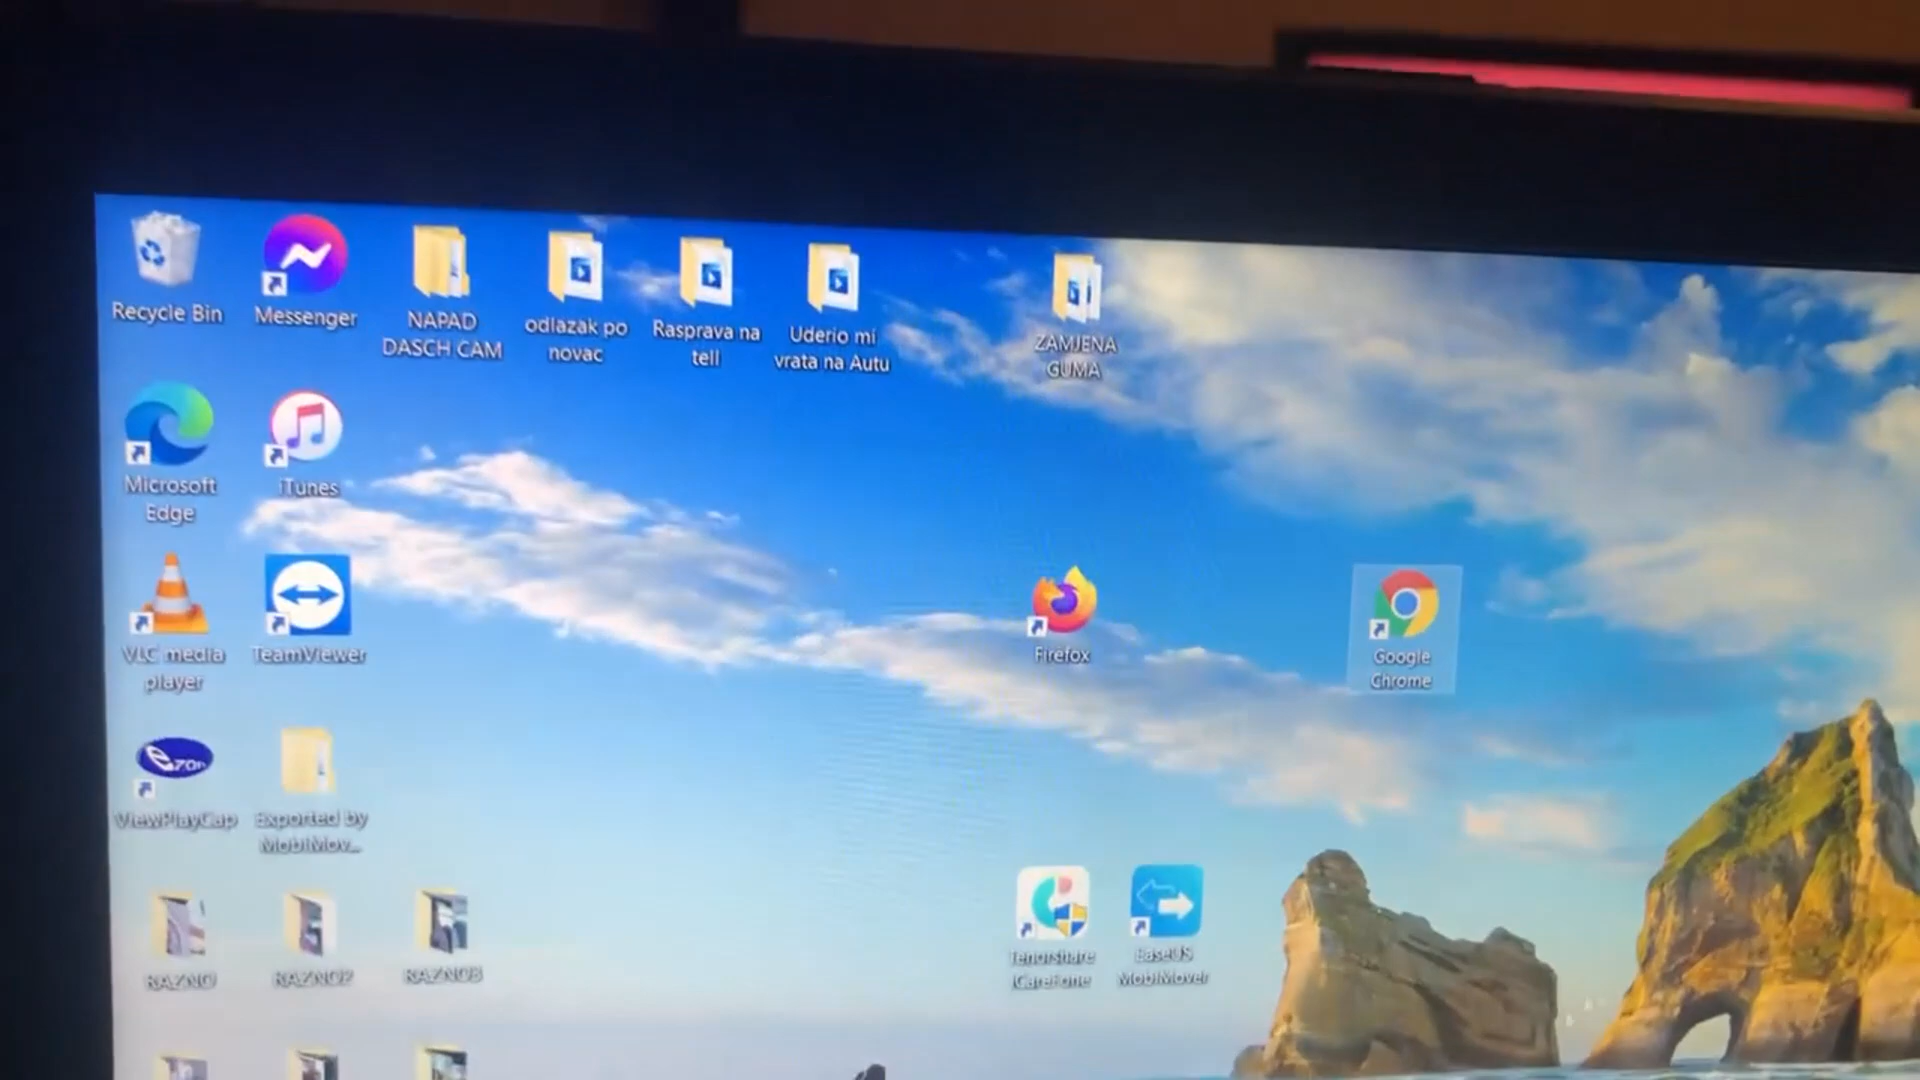 Recycle Bin
Messenger
NAPAD
DASCH CAM
odlazak po
novac
Rasprava na
tell
Uderio mi
vrata na Autu
ZAMJENA
GUMA
Microsoft
Edge
iTunes
VLC media
player
TeamViewer
Firefox
Google
Chrome
ViewPlayCap
Exported by
MobiMov...
RAZNO
RAZNO2
RAZNO3
Tenorshare
iCareFone
EaseUS
MobiMover